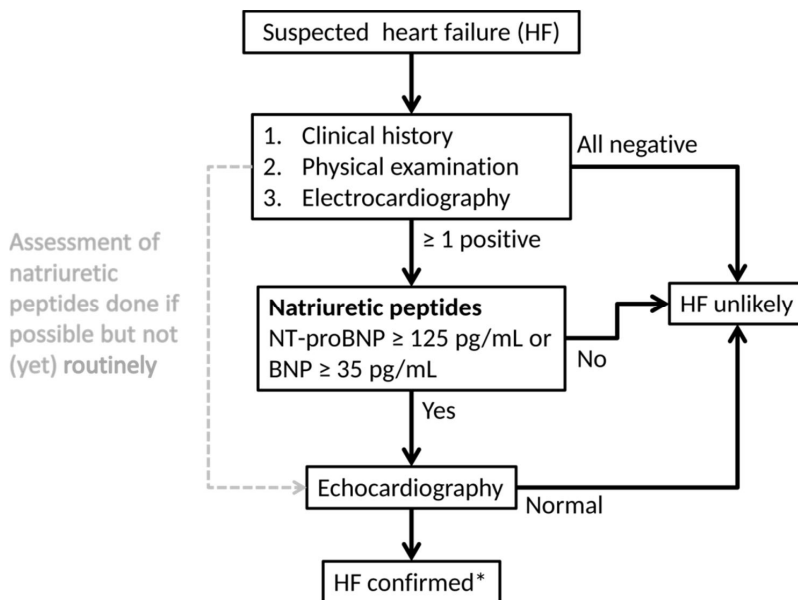 Suspected heart failure (HF)
1. Clinical history
2. Physical examination
3. Electrocardiography
All negative
≥ 1 positive
Assessment of
natriuretic
peptides done if
possible but not
(yet) routinely
Natriuretic peptides
NT-proBNP ≥ 125 pg/mL or
BNP ≥ 35 pg/mL
HF unlikely
No
Yes
Echocardiography
Normal
HF confirmed*